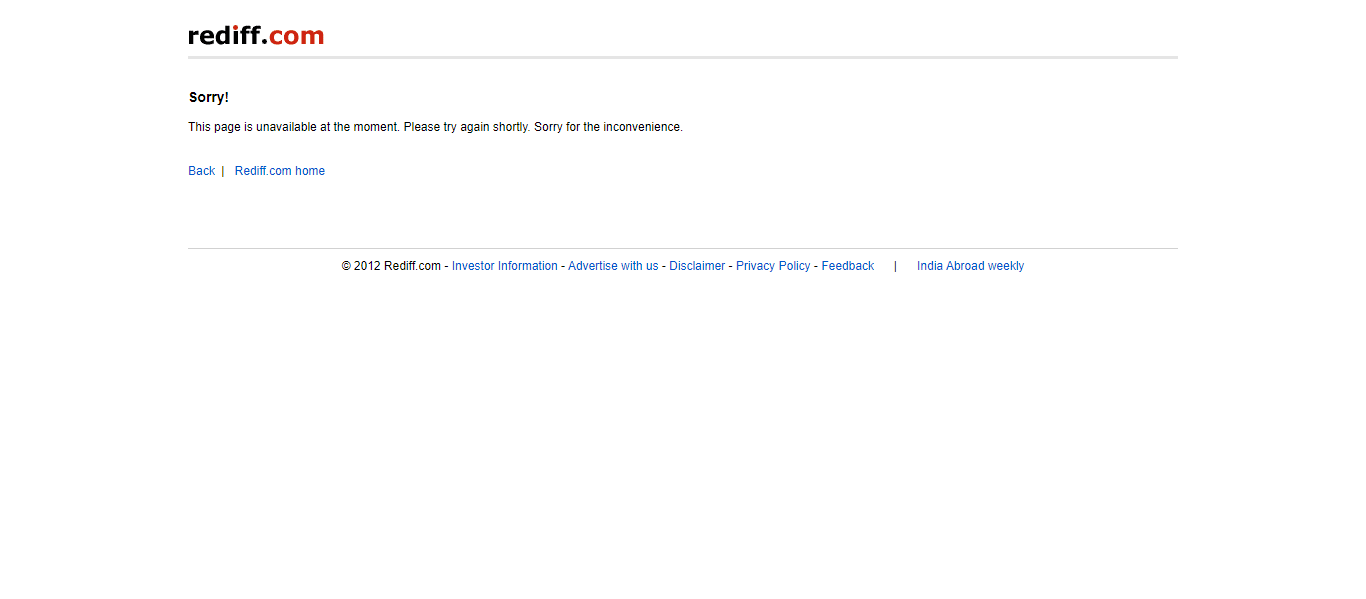 rediff.com
Sorry!
This page is unavailable at the moment. Please try again shortly. Sorry for the inconvenience.
Back | Rediff.com home
© 2012 Rediff.com - Investor Information - Advertise with us - Disclaimer - Privacy Policy - Feedback | India Abroad weekly